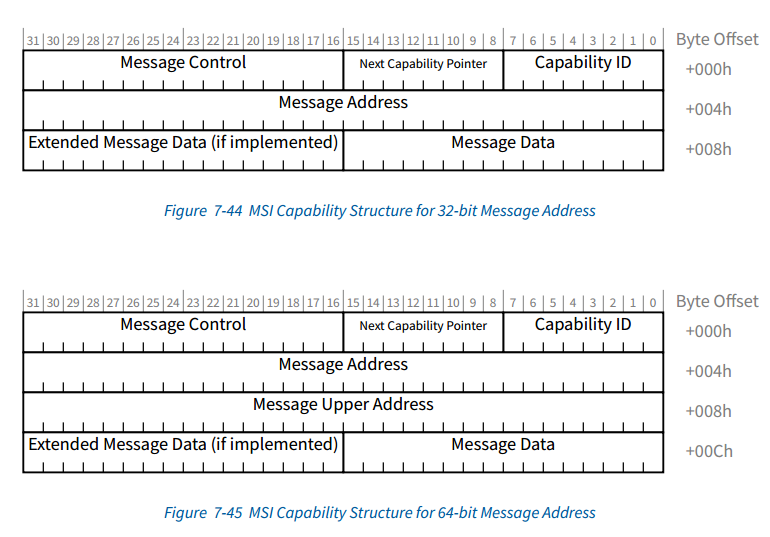 31 30 29 28 27 26 25 24 23 22 21 20 19 18 17 16 15 14 13 12 11 10 9 8 7 6 5 4 3 2 1 0 Byte Offset
Message Control Next Capability Pointer Capability ID +000h
Message Address +004h
Extended Message Data (if implemented) Message Data +008h
Figure 7-44 MSI Capability Structure for 32-bit Message Address
31 30 29 28 27 26 25 24 23 22 21 20 19 18 17 16 15 14 13 12 11 10 9 8 7 6 5 4 3 2 1 0 Byte Offset
Message Control Next Capability Pointer Capability ID +000h
Message Address +004h
Message Upper Address +008h
Extended Message Data (if implemented) Message Data +00Ch
Figure 7-45 MSI Capability Structure for 64-bit Message Address